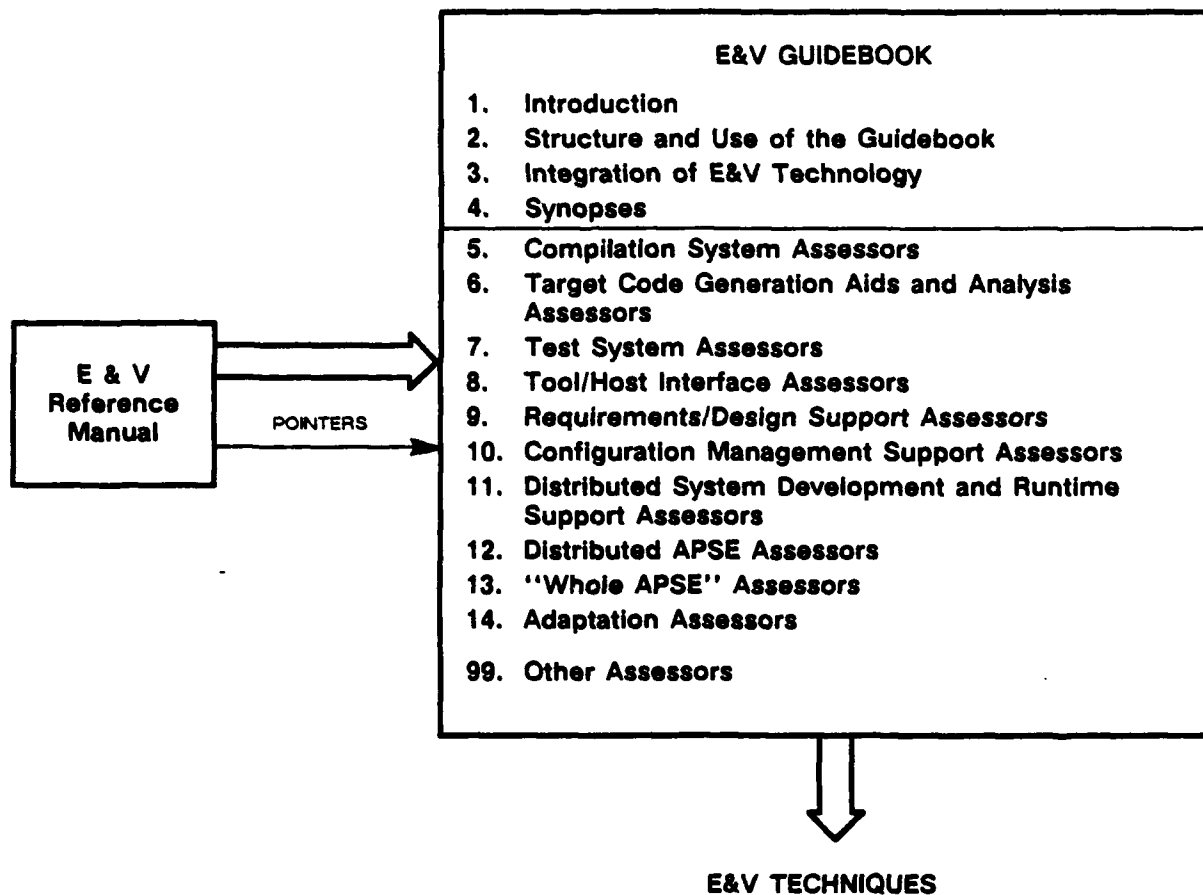 E&V GUIDEBOOK
1. Introduction
2. Structure and Use of the Guidebook
3. Integration of E&V Technology
4. Synopses
5. Compilation System Assessors
6. Target Code Generation Aids and Analysis
Assessors
7. Test System Assessors
8. Tool/Host Interface Assessors
9. Requirements/Design Support Assessors
10. Configuration Management Support Assessors
11. Distributed System Development and Runtime
Support Assessors
12. Distributed APSE Assessors
13. "Whole APSE" Assessors
14. Adaptation Assessors
99. Other Assessors
E & V
Reference
Manual
POINTERS
E&V TECHNIQUES